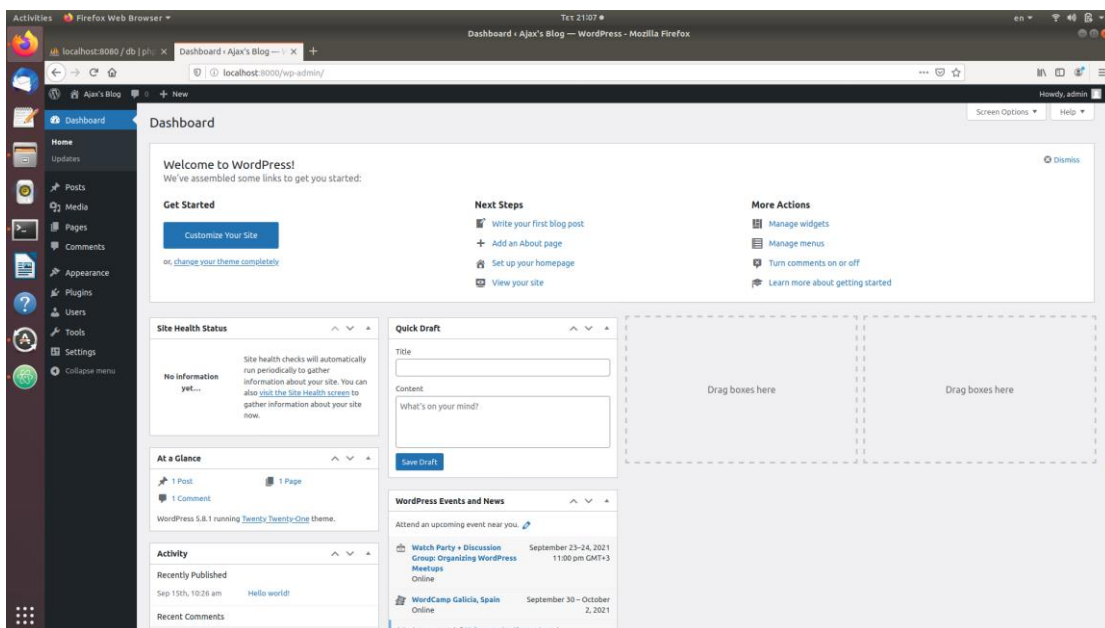 Activities
Firefox Web Browser
Τετ 21:07
en
Dashboard ‹ Ajax's Blog — WordPress - Mozilla Firefox
localhost:8080 / db | ph
Dashboard ‹ Ajax's Blog —
localhost:8000/wp-admin/
Ajax's Blog
0
New
Howdy, admin
Screen Options
Help
Dashboard
Home
Updates
Posts
Media
Pages
Comments
Appearance
Plugins
Users
Tools
Settings
Collapse menu
Dashboard
Welcome to WordPress!
We've assembled some links to get you started:
Dismiss
Get Started
Customize Your Site
or, change your theme completely
Next Steps
Write your first blog post
Add an About page
Set up your homepage
View your site
More Actions
Manage widgets
Manage menus
Turn comments on or off
Learn more about getting started
Site Health Status
No information
yet...
Site health checks will automatically
run periodically to gather
information about your site. You can
also visit the Site Health screen to
gather information about your site
now.
At a Glance
1 Post
1 Page
1 Comment
WordPress 5.8.1 running Twenty Twenty-One theme.
Activity
Recently Published
Sep 15th, 10:26 am
Hello world!
Recent Comments
Quick Draft
Title
Content
What's on your mind?
Save Draft
WordPress Events and News
Attend an upcoming event near you.
Watch Party + Discussion
Group: Organizing WordPress
Meetups
Online
September 23–24, 2021
11:00 pm GMT+3
WordCamp Galicia, Spain
Online
September 30 – October
2, 2021
Drag boxes here
Drag boxes here